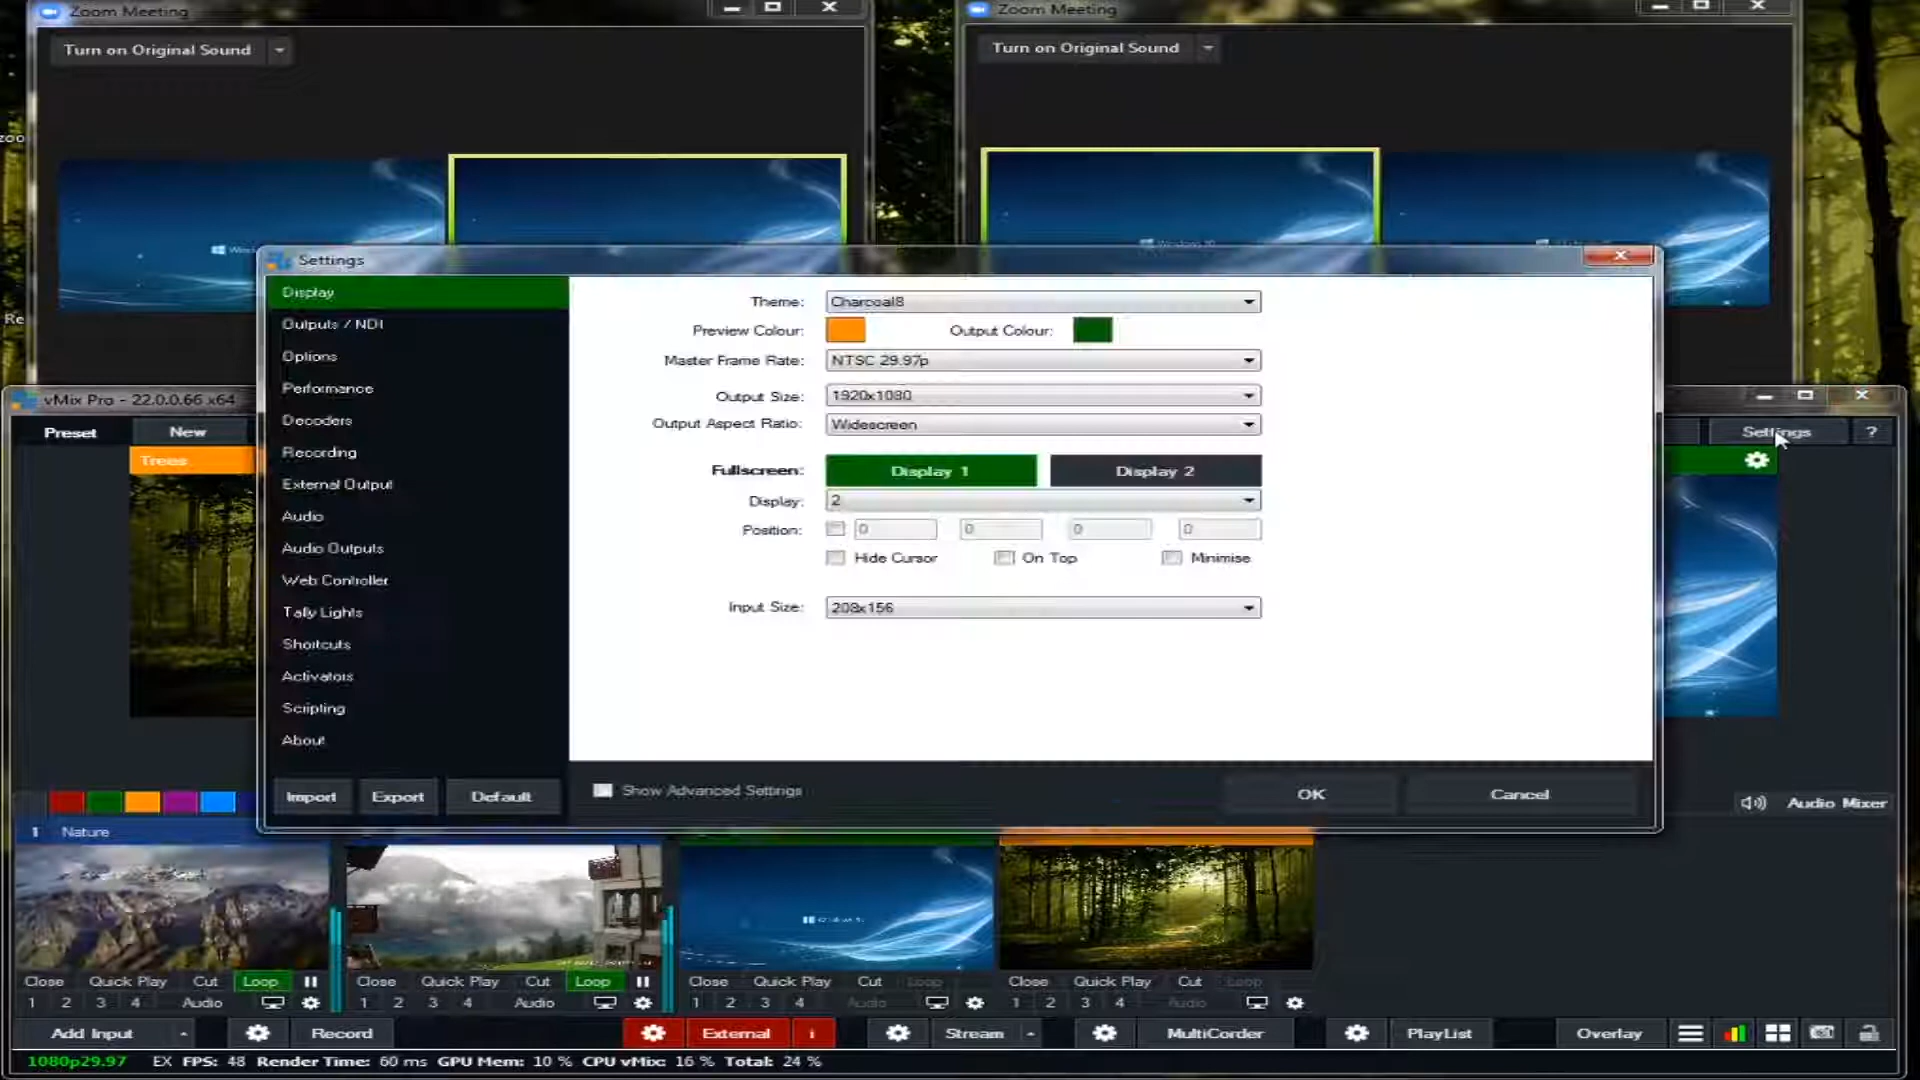 Zoom Meeting
Zoom Meeting
Turn on Original Sound
Turn on Original Sound
zoo
Re
Settings
Display
Outputs / NDI
Options
Performance
Decoders
Recording
External Output
Audio
Audio Outputs
Web Controller
Tally Lights
Shortcuts
Activators
Scripting
About
Theme: Charcoal8
Preview Colour: Output Colour:
Master Frame Rate: NTSC 29.97p
Output Size: 1920x1080
Output Aspect Ratio: Widescreen
Fullscreen: Display 1 Display 2
Display: 2
Position: 0 0 0 0
Hide Cursor On Top Minimise
Input Size: 208x156
Import Export Default Show Advanced Settings OK Cancel
vMix Pro - 22.0.0.66 x64
Preset New Settings ?
Trees
Audio Mixer
1 Nature
Close Quick Play Cut Loop Close Quick Play Cut Loop Close Quick Play Cut Loop Close Quick Play Cut Loop
1 2 3 4 Audio 1 2 3 4 Audio 1 2 3 4 Audio 1 2 3 4 Audio
Add Input Record External i Stream MultiCorder PlayList Overlay
1080p29.97 EX FPS: 48 Render Time: 60 ms GPU Mem: 10 % CPU vMix: 16 % Total: 24 %